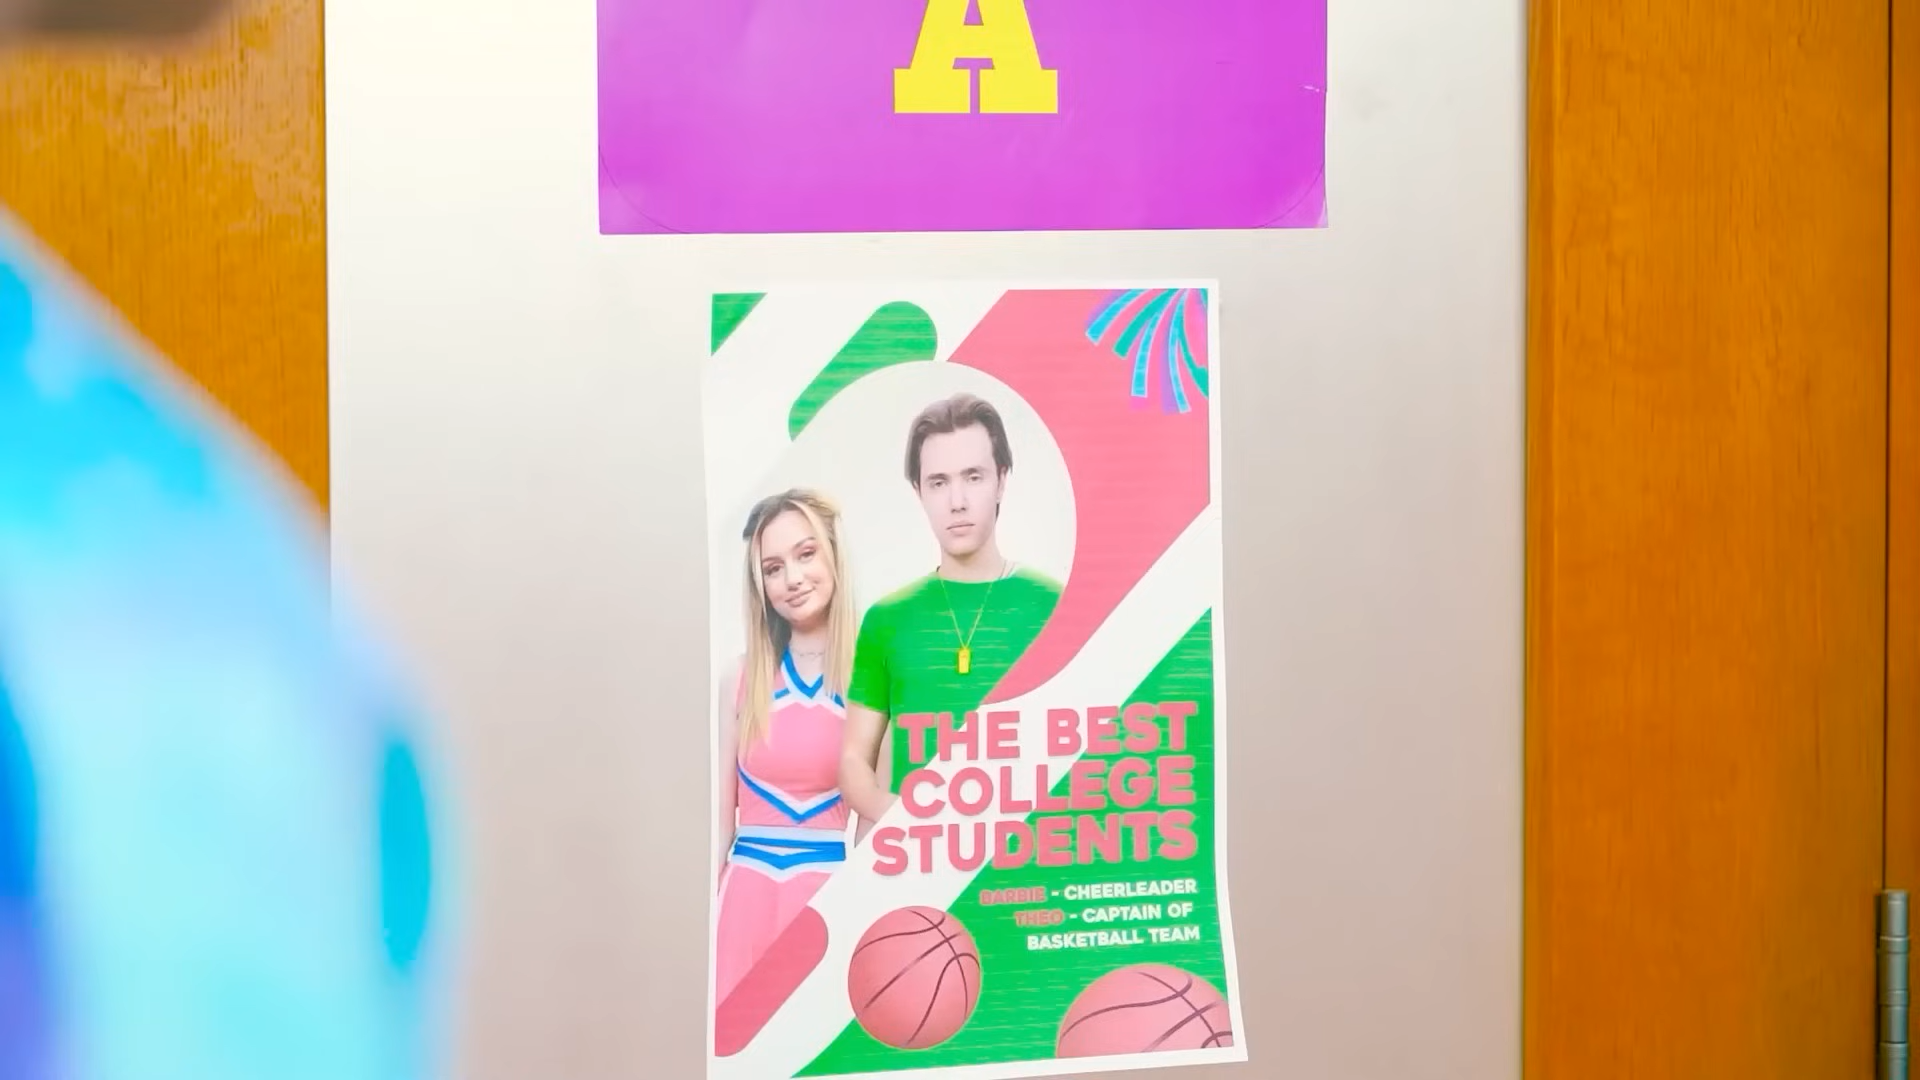 A
THE BEST
COLLEGE
STUDENTS
BARBIE - CHEERLEADER
THEO - CAPTAIN OF
BASKETBALL TEAM